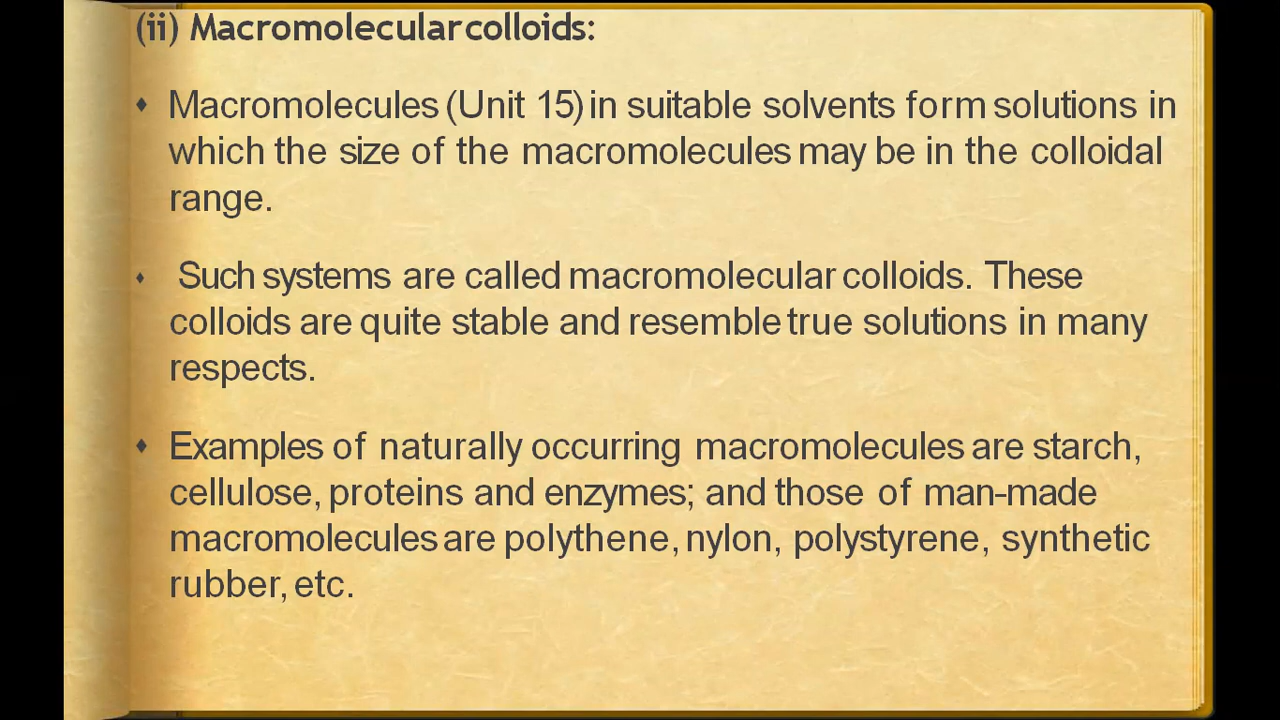 (ii) Macromolecular colloids:
Macromolecules (Unit 15) in suitable solvents form solutions in
which the size of the macromolecules may be in the colloidal
range.
Such systems are called macromolecular colloids. These
colloids are quite stable and resemble true solutions in many
respects.
Examples of naturally occurring macromolecules are starch,
cellulose, proteins and enzymes; and those of man-made
macromolecules are polythene, nylon, polystyrene, synthetic
rubber, etc.